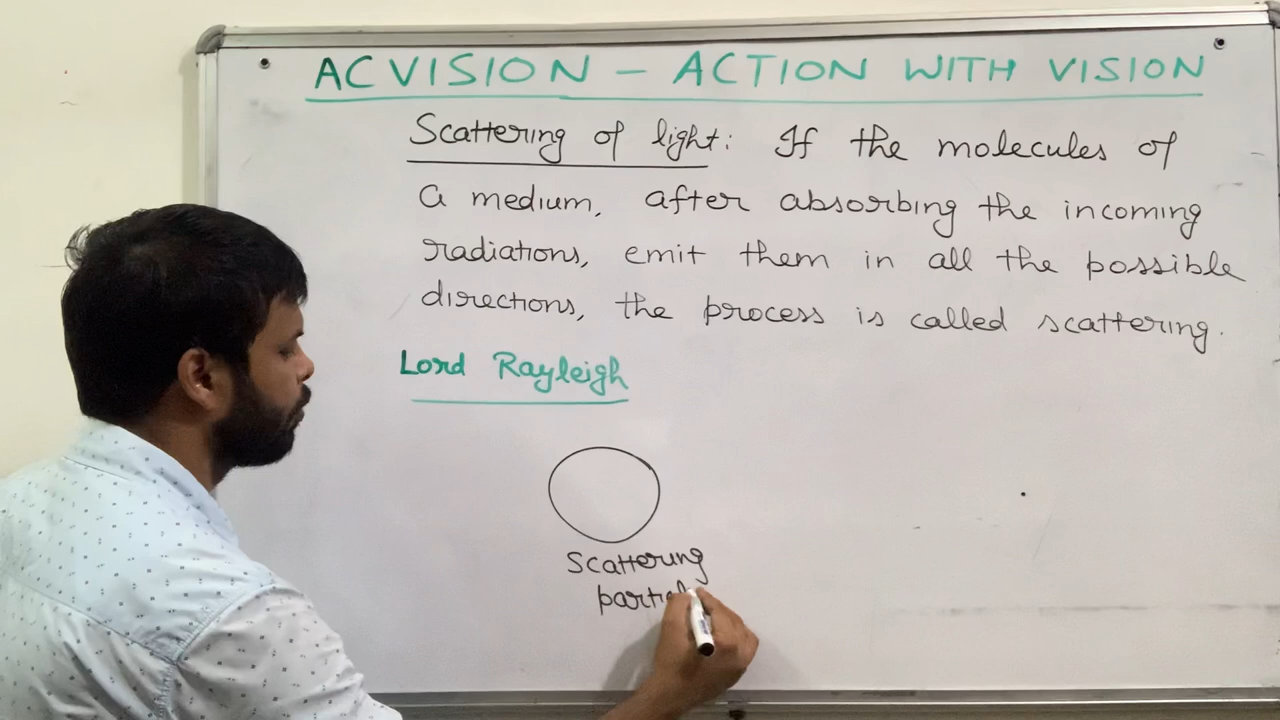 ACVISION - ACTION WITH VISION
Scattering of light: If the molecules of
a medium, after absorbing the incoming
radiations, emit them in all the possible
directions, the process is called scattering.
Lord Rayleigh
Scattering